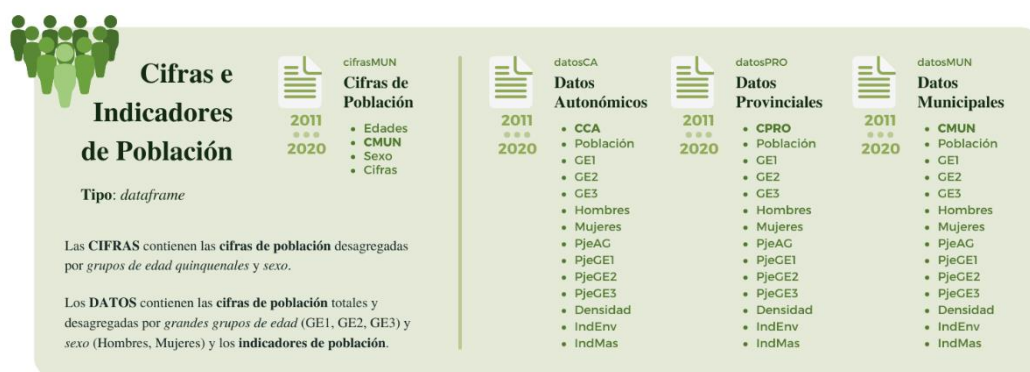 Cifras e
Indicadores
de Población
Tipo: dataframe
Las CIFRAS contienen las cifras de población desagregadas
por grupos de edad quinquenales y sexo.
Los DATOS contienen las cifras de población totales y
desagregadas por grandes grupos de edad (GE1, GE2, GE3) y
sexo (Hombres, Mujeres) y los indicadores de población.
2011
2020
cifrasMUN
Cifras de
Población
• Edades
• CMUN
• Sexo
• Cifras
2011
2020
datosCA
Datos
Autonómicos
• CCA
• Población
• GE1
• GE2
• GE3
• Hombres
• Mujeres
• PjeAG
• PjeGE1
• PjeGE2
• PjeGE3
• Densidad
• IndEnv
• IndMas
2011
2020
datosPRO
Datos
Provinciales
• CPRO
• Población
• GE1
• GE2
• GE3
• Hombres
• Mujeres
• PjeAG
• PjeGE1
• PjeGE2
• PjeGE3
• Densidad
• IndEnv
• IndMas
2011
2020
datosMUN
Datos
Municipales
• CMUN
• Población
• GE1
• GE2
• GE3
• Hombres
• Mujeres
• PjeAG
• PjeGE1
• PjeGE2
• PjeGE3
• Densidad
• IndEnv
• IndMas